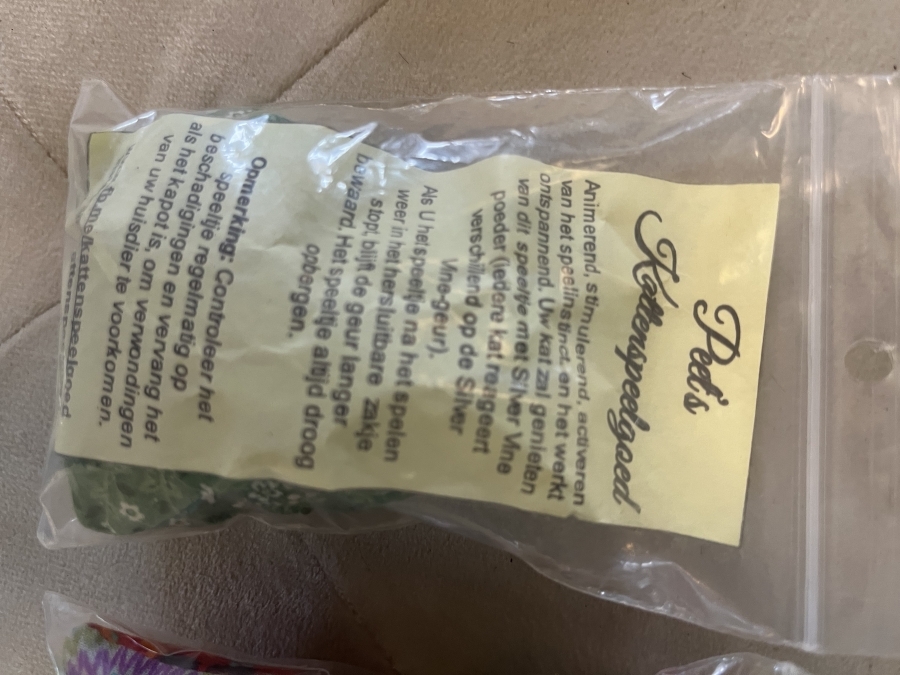 Peet's
Kattenspeelgoed
Animerend, stimulerend, activeren
van het speelinstinct en het werkt
ontspannend. Uw kat zal genieten
van dit speeltje met Silver Vine
poeder (iedere kat reageert
verschilend op de Silver
Vine-geur).
Als U het speeltje na het spelen
weer in het hersluitbare zakje
stopt, blijft de geur langer
bewaard. Het speeltje altijd droog
opbergen.
Opmerking: Controleer het
speeltje regelmatig op
beschadigingen en vervang het
als het kapot is, om verwondingen
van uw huisdier te voorkomen.